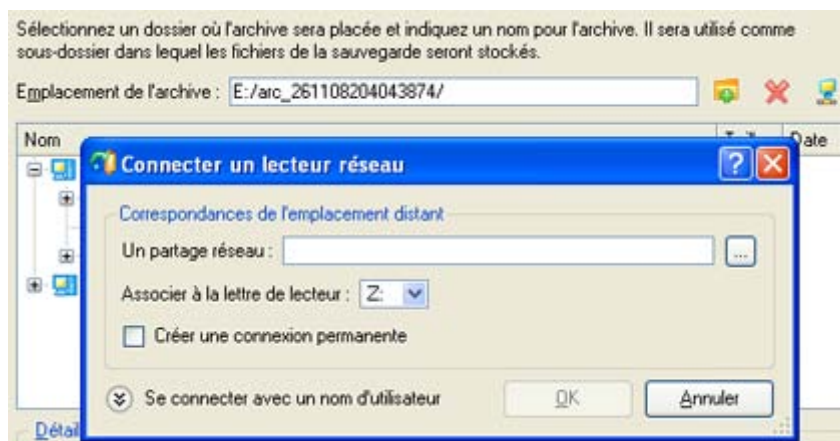 Sélectionnez un dossier où l'archive sera placée et indiquez un nom pour l'archive. Il sera utilisé comme
sous-dossier dans lequel les fichiers de la sauvegarde seront stockés.
Emplacement de l'archive : E:/arc_261108204043874/
Nom Date
Connecter un lecteur réseau
Correspondances de l'emplacement distant
Un partage réseau : ...
Associer à la lettre de lecteur : Z:
Créer une connexion permanente
Se connecter avec un nom d'utilisateur OK Annuler